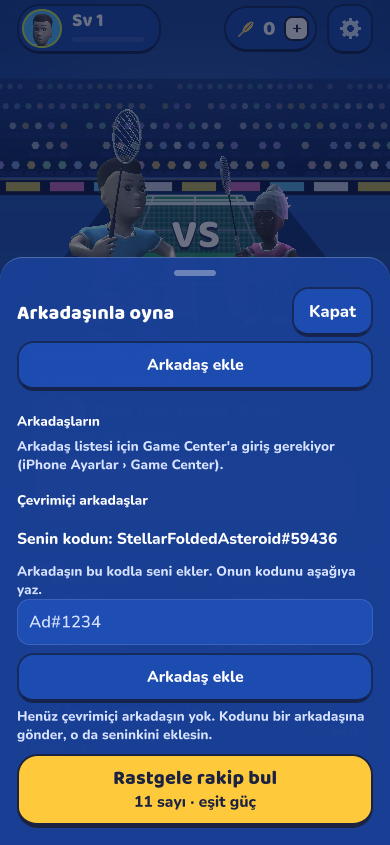 Sv 1
0
+
VS
Arkadaşınla oyna
Kapat
Arkadaş ekle
Arkadaşların
Arkadaş listesi için Game Center'a giriş gerekiyor
(iPhone Ayarlar › Game Center).
Çevrimiçi arkadaşlar
Senin kodun: StellarFoldedAsteroid#59436
Arkadaşın bu kodla seni ekler. Onun kodunu aşağıya
yaz.
Ad#1234
Arkadaş ekle
Henüz çevrimiçi arkadaşın yok. Kodunu bir arkadaşına
gönder, o da seninkini eklesin.
Rastgele rakip bul
11 sayı · eşit güç